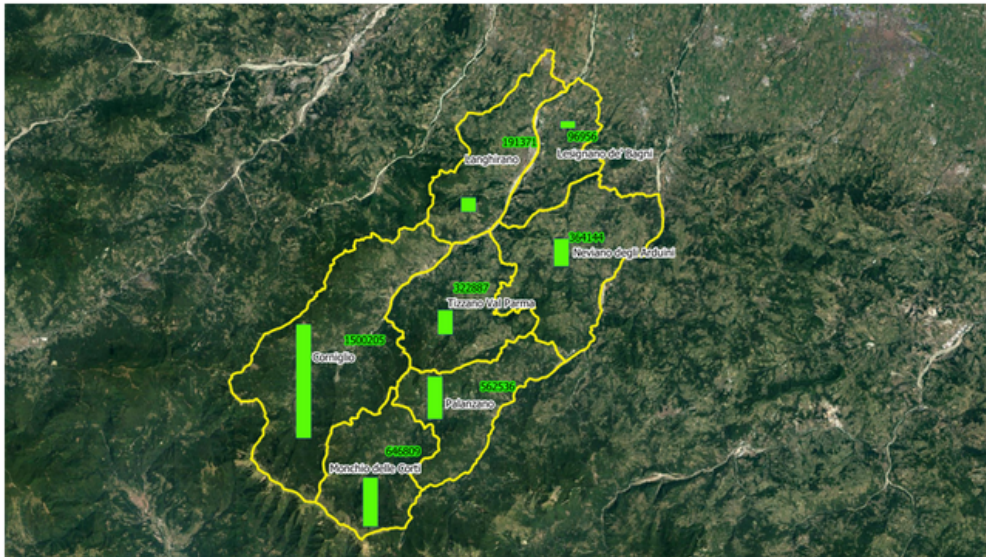 96956
191371
Lesignano de' Bagni
Langhirano
364144
Neviano degli Arduini
322887
Tizzano Val Parma
1500205
Corniglio
562536
Palanzano
646809
Monchio delle Corti